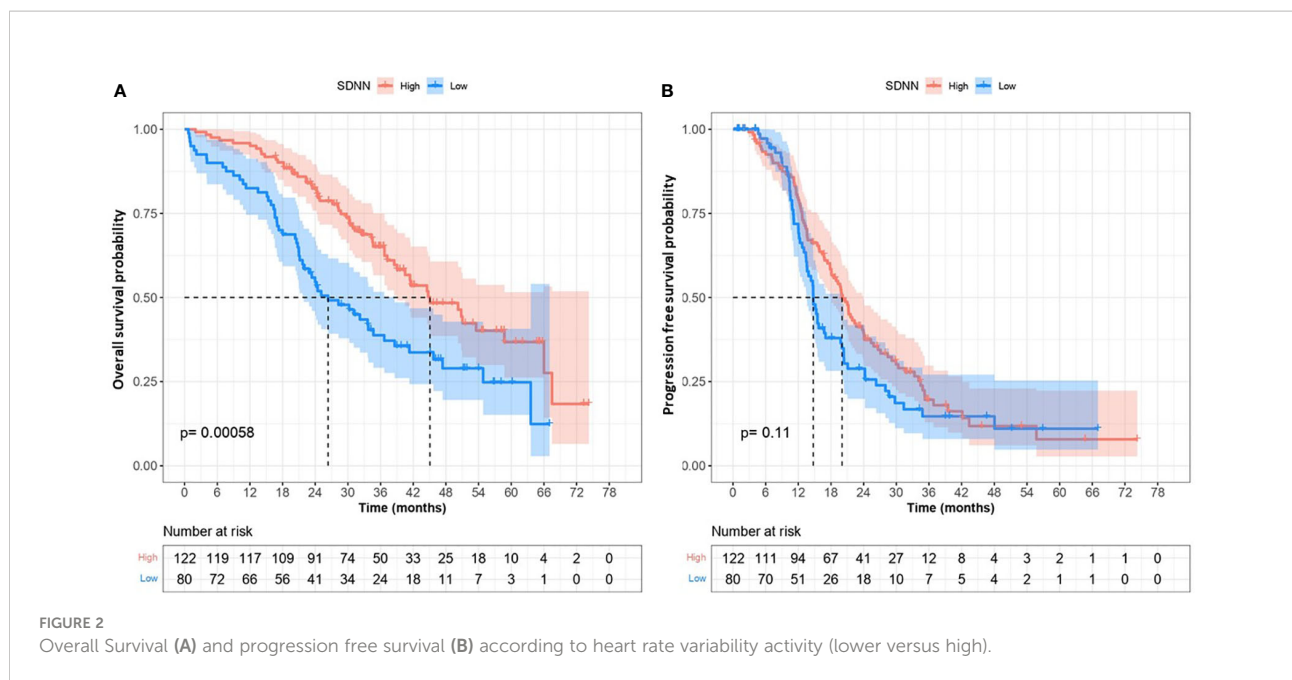 A
SDNN High Low
Overall survival probability
1.00
0.75
0.50
0.25
0.00
p= 0.00058
0 6 12 18 24 30 36 42 48 54 60 66 72 78
Time (months)
Number at risk
High 122 119 117 109 91 74 50 33 25 18 10 4 2 0
Low 80 72 66 56 41 34 24 18 11 7 3 1 0 0
B
SDNN High Low
Progression free survival probability
1.00
0.75
0.50
0.25
0.00
p= 0.11
0 6 12 18 24 30 36 42 48 54 60 66 72 78
Time (months)
Number at risk
High 122 111 94 67 41 27 12 8 4 3 2 1 1 0
Low 80 70 51 26 18 10 7 5 4 2 1 1 0 0
FIGURE 2
Overall Survival (A) and progression free survival (B) according to heart rate variability activity (lower versus high).